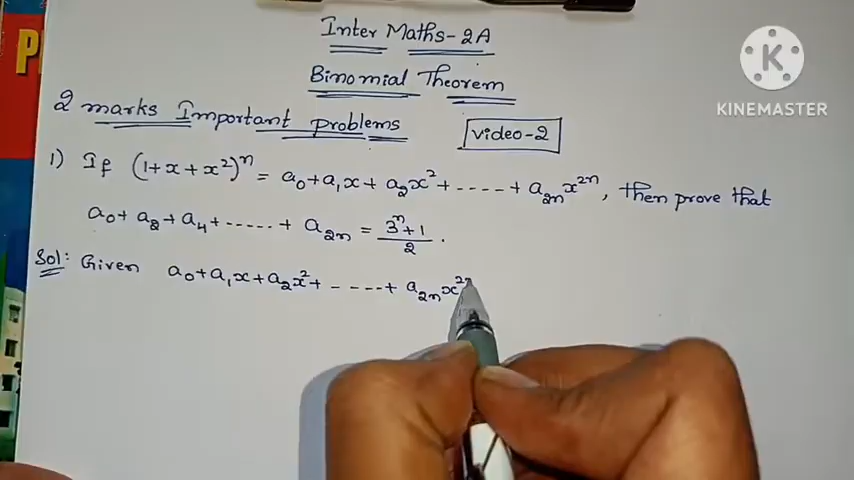 Inter Maths-2A
Binomial Theorem
2 marks Important Problems
video-2
1) If (1+x+x²)ⁿ = a₀+a₁x+a₂x²+-----+a₂ₙx²ⁿ, then prove that
a₀+a₂+a₄+------+a₂ₙ = (3ⁿ+1)/2.
Sol: Given a₀+a₁x+a₂x²+-----+a₂ₙx²ⁿ
K
KINEMASTER